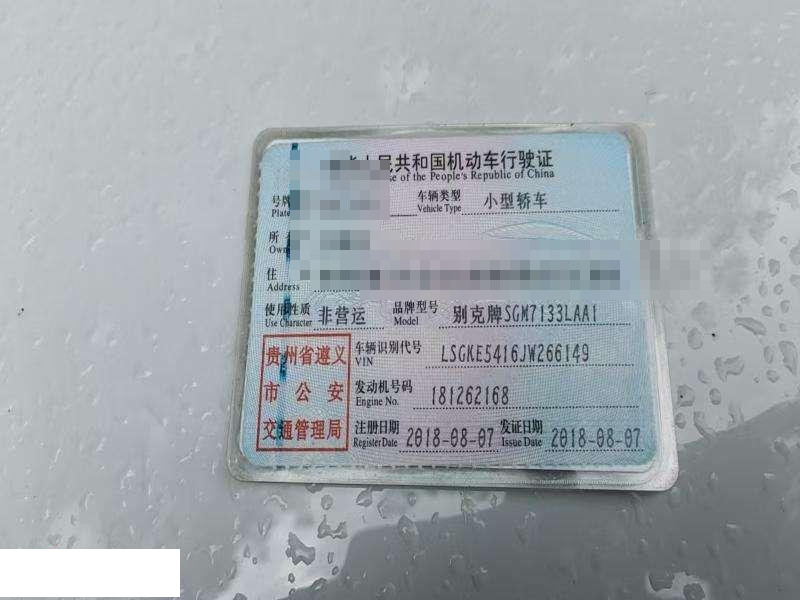 民共和国机动车行驶证
of the People's Republic of China
号牌
Plate
车辆类型
Vehicle Type
小型轿车
所
Own
住
Address
使用性质
Use Character
非营运
品牌型号
Model
别克牌SGM7133LAA1
贵州省遵义
市公安
交通管理局
车辆识别代号
VIN
LSGKE5416JW266149
发动机号码
Engine No.
181262168
注册日期
Register Date
2018-08-07
发证日期
Issue Date
2018-08-07